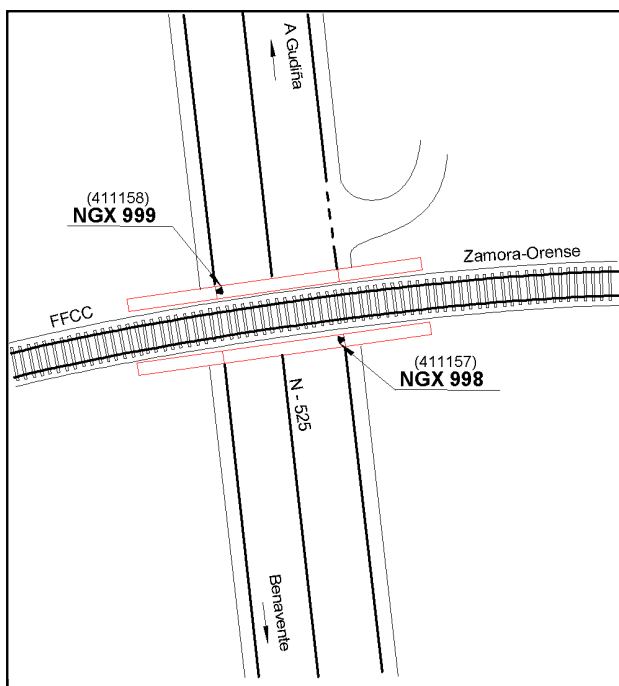 A Gudiña
(411158)
NGX 999
Zamora-Orense
FFCC
(411157)
NGX 998
N - 525
Benavente